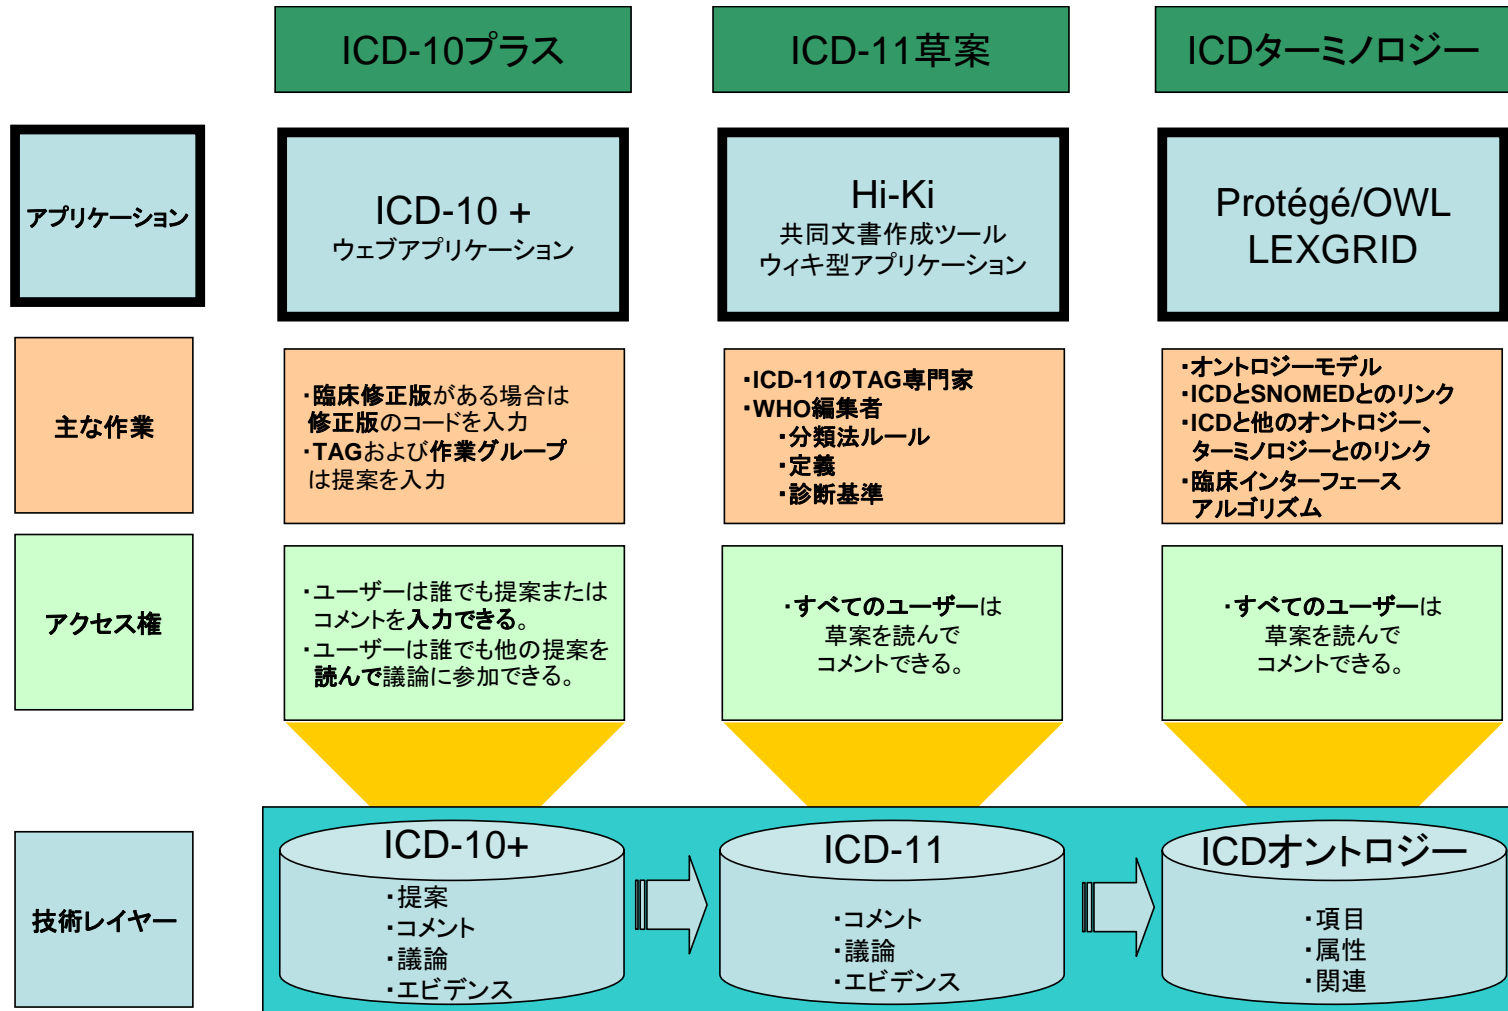 ICD-10プラス
ICD-11草案
ICDターミノロジー
アプリケーション
ICD-10 +
ウェブアプリケーション
Hi-Ki
共同文書作成ツール
ウィキ型アプリケーション
Protégé/OWL
LEXGRID
主な作業
・臨床修正版がある場合は
修正版のコードを入力
・TAGおよび作業グループ
は提案を入力
・ICD-11のTAG専門家
・WHO編集者
・分類法ルール
・定義
・診断基準
・オントロジーモデル
・ICDとSNOMEDとのリンク
・ICDと他のオントロジー、
ターミノロジーとのリンク
・臨床インターフェース
アルゴリズム
アクセス権
・ユーザーは誰でも提案または
コメントを入力できる。
・ユーザーは誰でも他の提案を
読んで議論に参加できる。
・すべてのユーザーは
草案を読んで
コメントできる。
・すべてのユーザーは
草案を読んで
コメントできる。
技術レイヤー
ICD-10+
・提案
・コメント
・議論
・エビデンス
ICD-11
・コメント
・議論
・エビデンス
ICDオントロジー
・項目
・属性
・関連